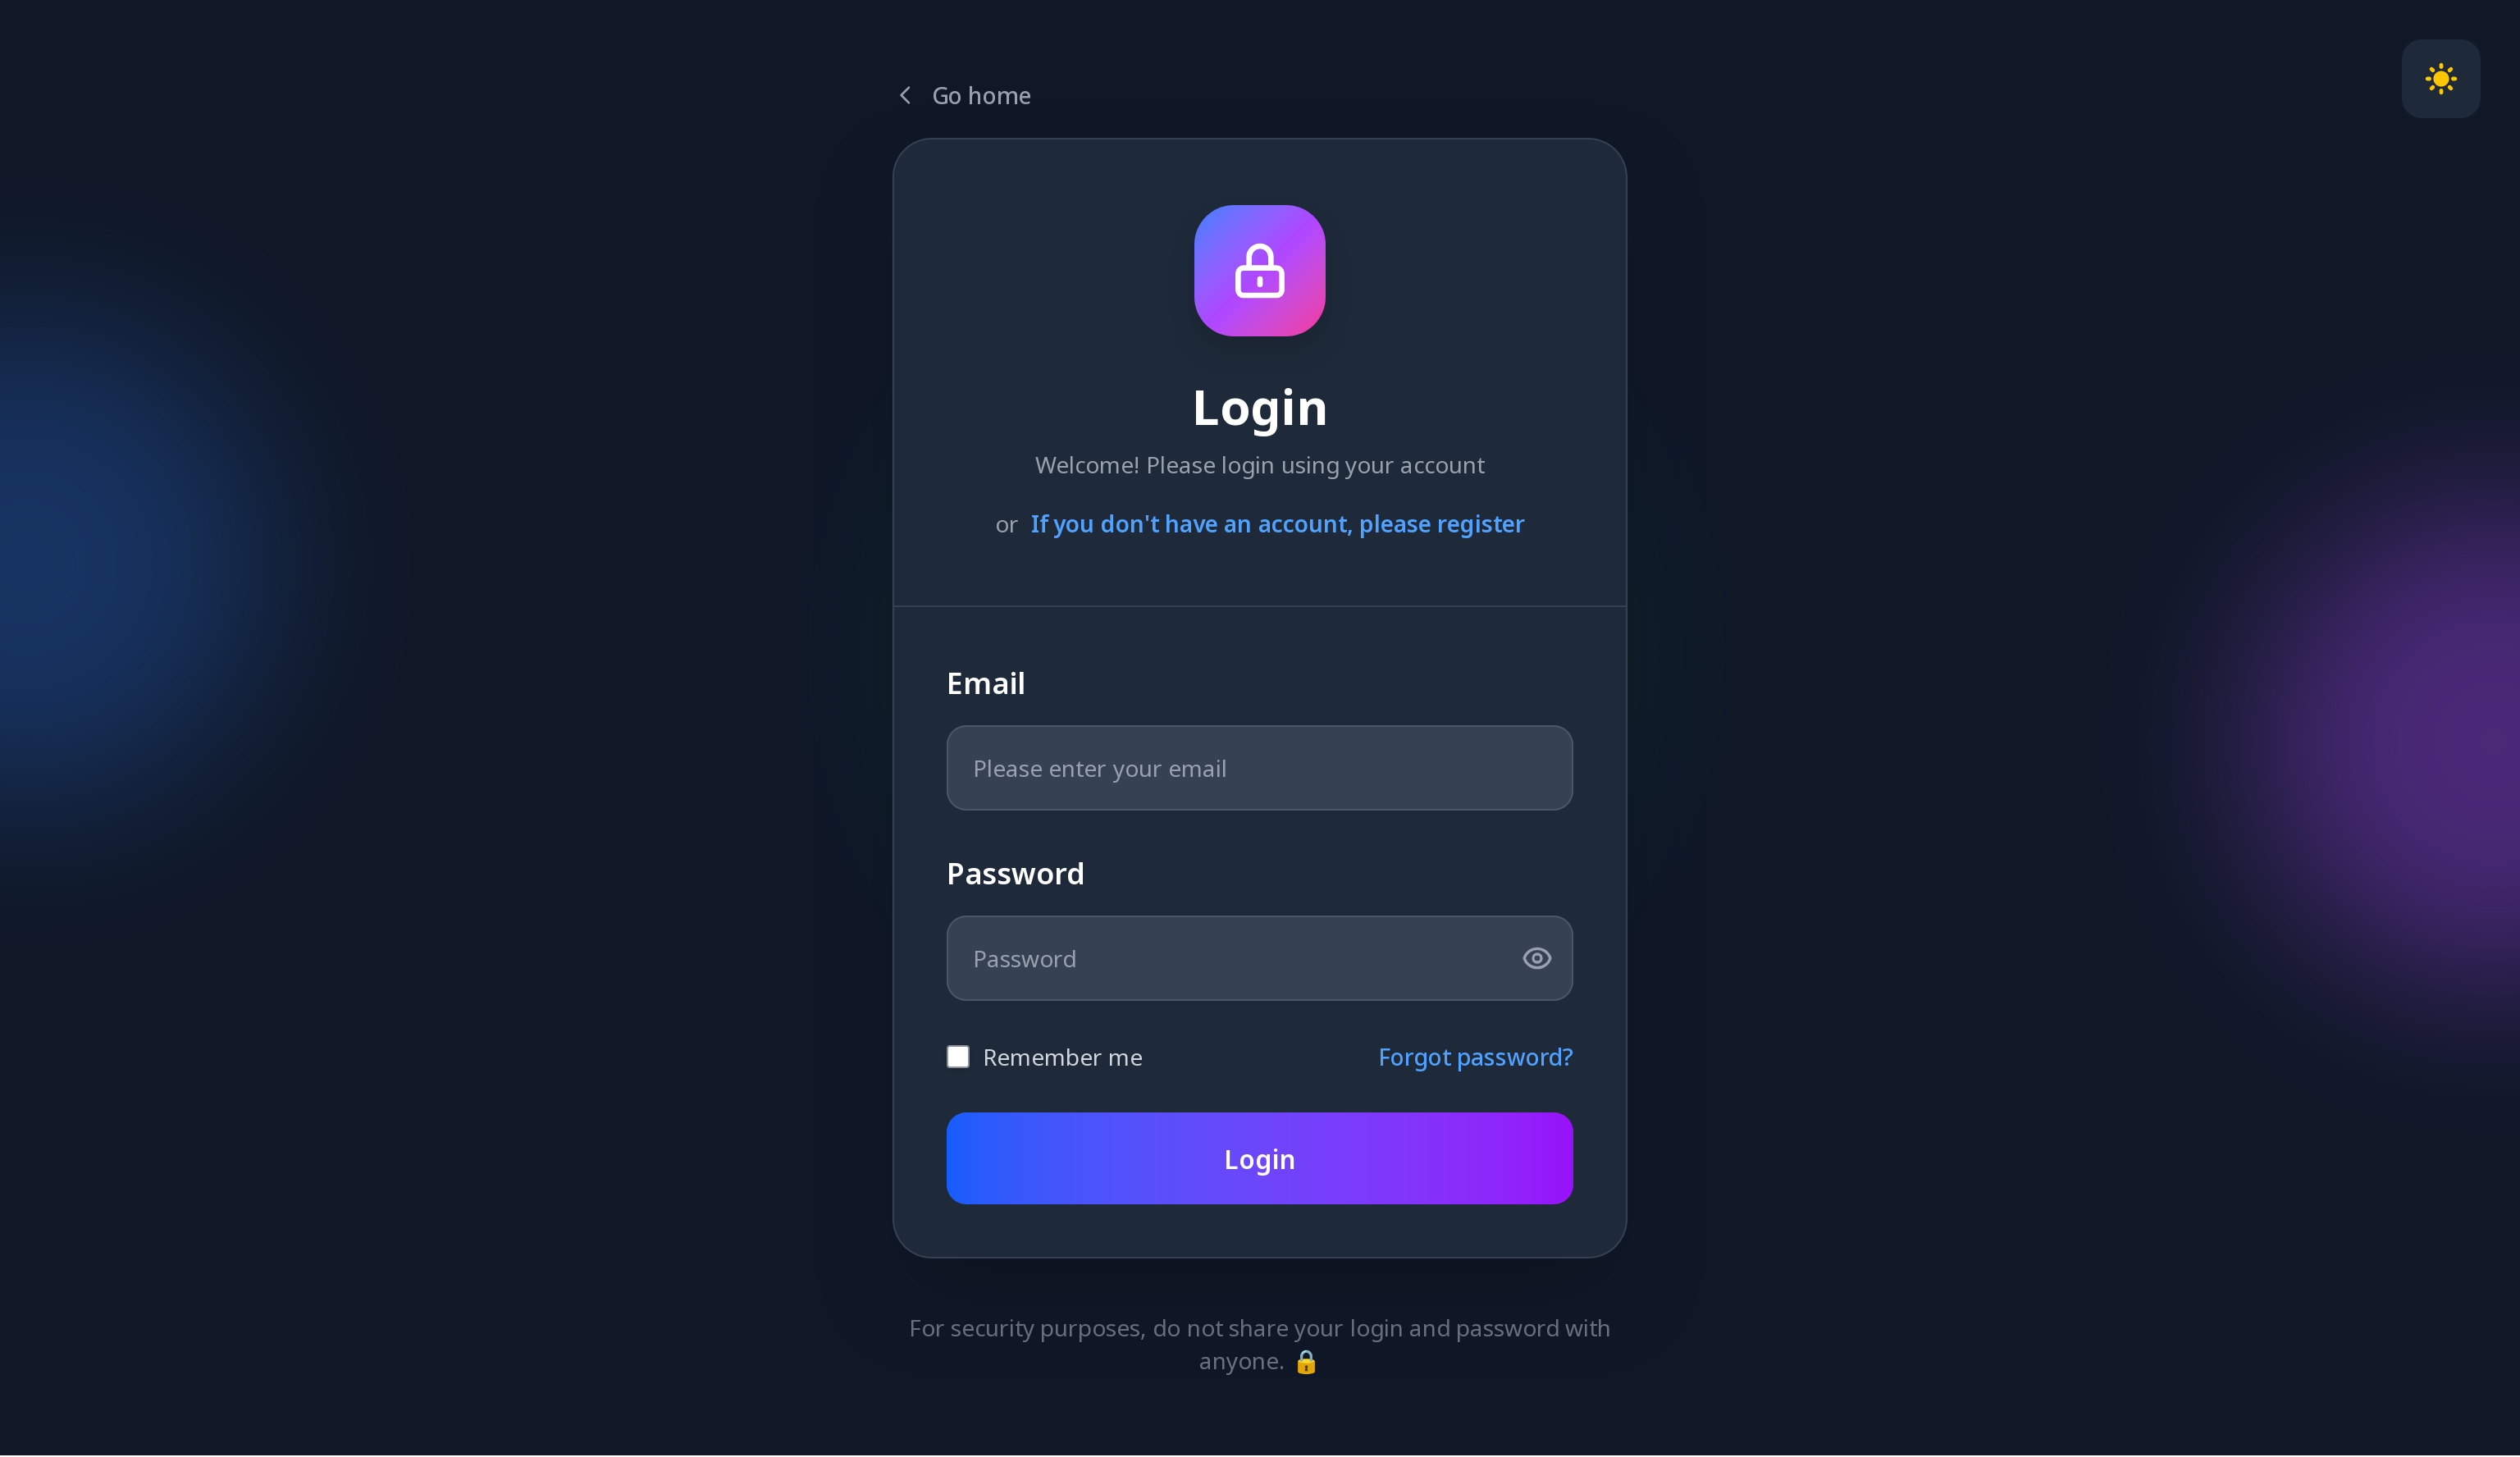 Go home
Login
Welcome! Please login using your account
or If you don't have an account, please register
Email
Please enter your email
Password
Password
Remember me
Forgot password?
Login
For security purposes, do not share your login and password with
anyone. 🔒